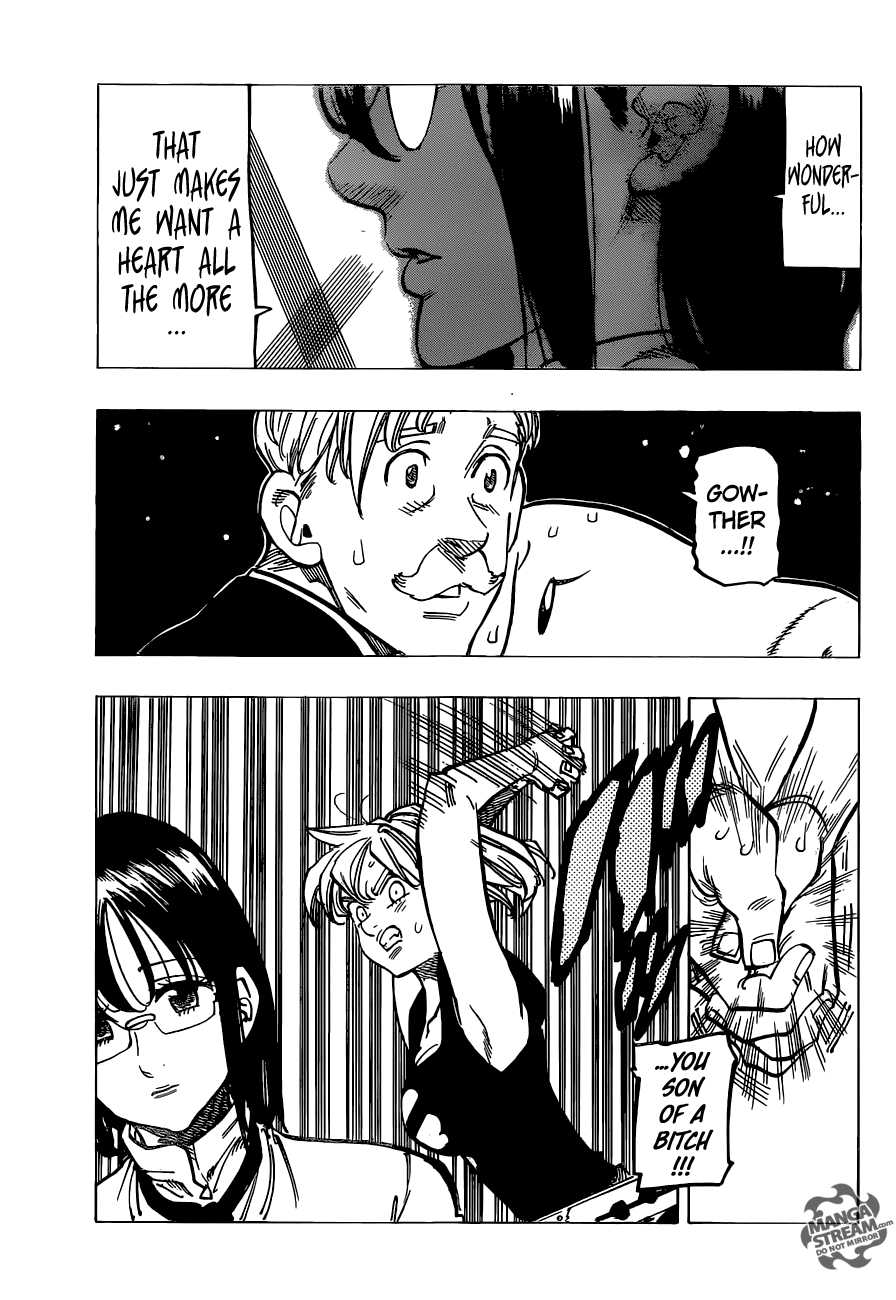 HOW
WONDER-
FUL...
THAT
JUST MAKES
ME WANT A
HEART ALL
THE MORE
...
GOW-
THER
...!!
...YOU
SON
OF A
BITCH
!!!
MANGA
STREAM.com
DO NOT MIRROR